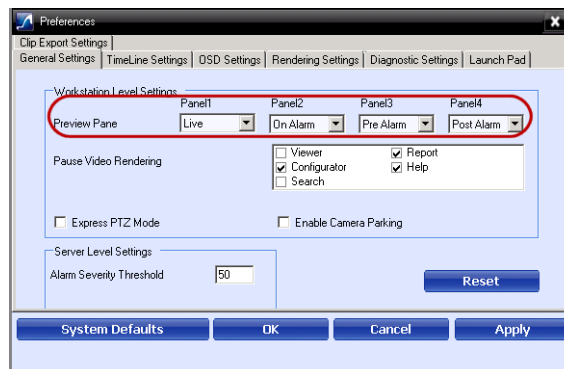 Preferences
Clip Export Settings
General Settings TimeLine Settings OSD Settings Rendering Settings Diagnostic Settings Launch Pad
Workstation Level Settings
Panel1 Panel2 Panel3 Panel4
Preview Pane Live On Alarm Pre Alarm Post Alarm
Pause Video Rendering Viewer Report
Configurator Help
Search
Express PTZ Mode Enable Camera Parking
Server Level Settings
Alarm Severity Threshold 50
Reset
System Defaults OK Cancel Apply